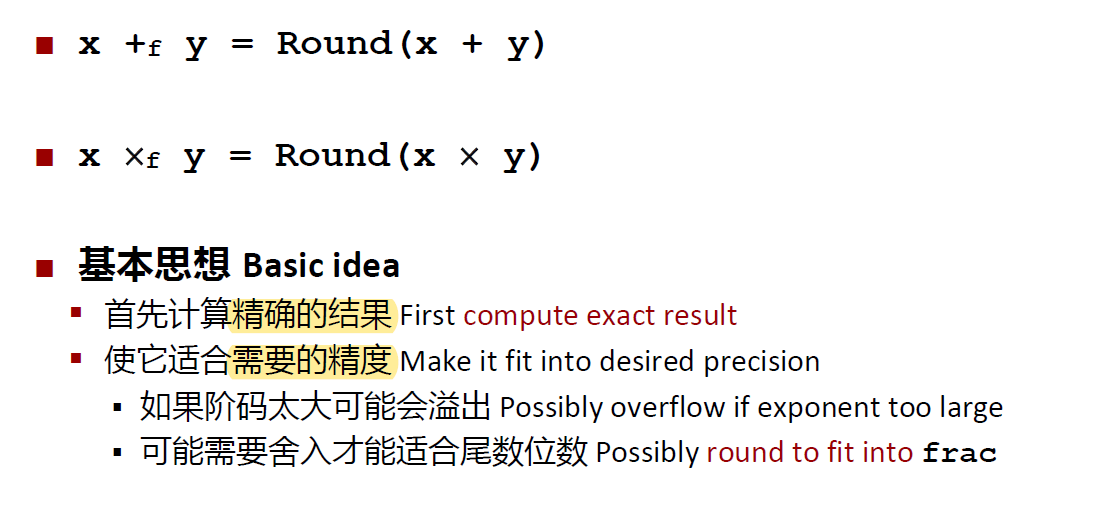 x +f y = Round(x + y)
x ×f y = Round(x × y)
基本思想 Basic idea
首先计算精确的结果 First compute exact result
使它适合需要的精度 Make it fit into desired precision
如果阶码太大可能会溢出 Possibly overflow if exponent too large
可能需要舍入才能适合尾数位数 Possibly round to fit into frac